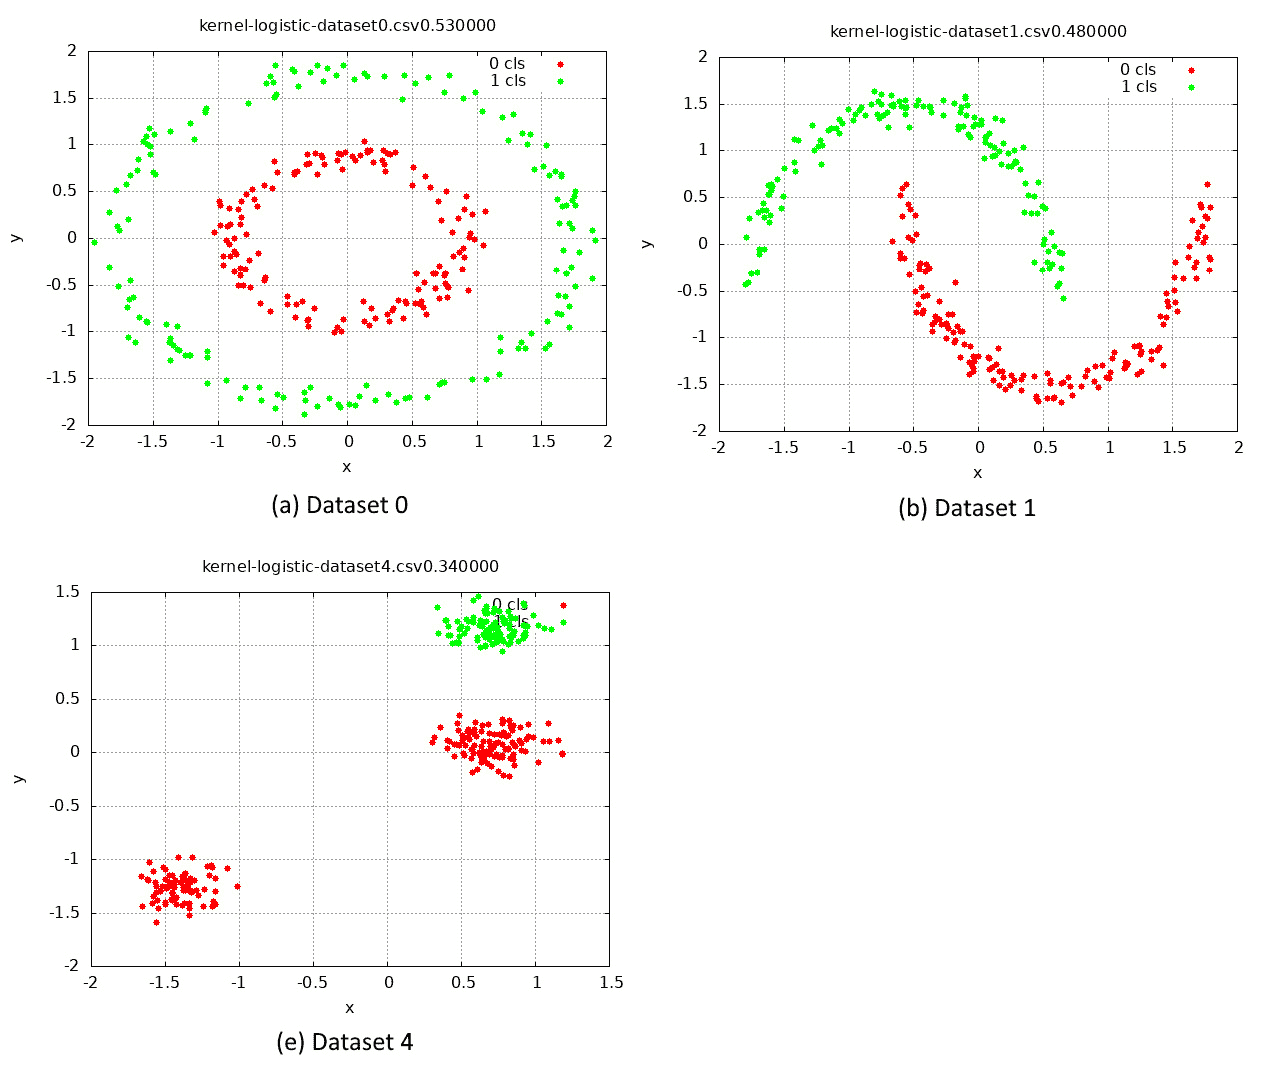 kernel-logistic-dataset0.csv0.530000
2
0 cls
1 cls
1.5
1
0.5
y
0
-0.5
-1
-1.5
-2
-2 -1.5 -1 -0.5 0 0.5 1 1.5 2
x
(a) Dataset 0
kernel-logistic-dataset1.csv0.480000
2
0 cls
1 cls
1.5
1
0.5
y
0
-0.5
-1
-1.5
-2
-2 -1.5 -1 -0.5 0 0.5 1 1.5 2
x
(b) Dataset 1
kernel-logistic-dataset4.csv0.340000
1.5
0 cls
1 cls
1
0.5
0
y
-0.5
-1
-1.5
-2
-2 -1.5 -1 -0.5 0 0.5 1 1.5
x
(e) Dataset 4